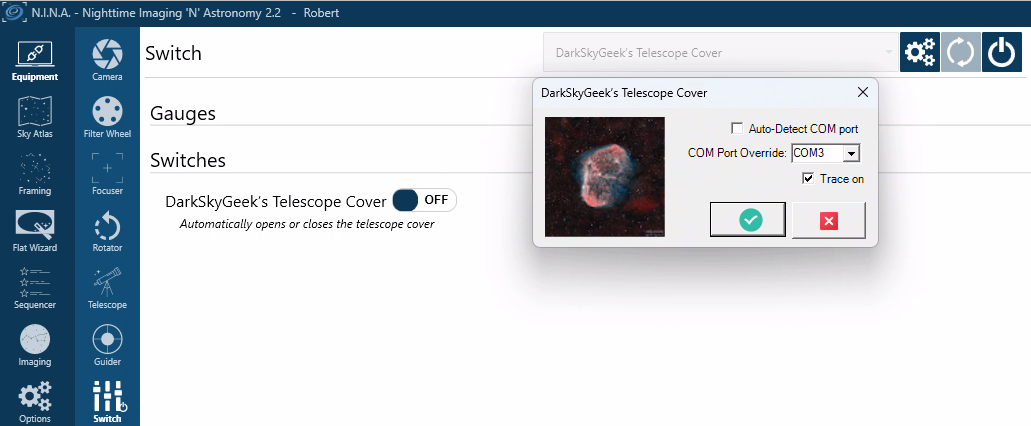 N.I.N.A. - Nighttime Imaging 'N' Astronomy 2.2 - Robert
Equipment
Sky Atlas
Framing
Flat Wizard
Sequencer
Imaging
Options
Camera
Filter Wheel
Focuser
Rotator
Telescope
Guider
Switch
Switch
DarkSkyGeek's Telescope Cover
Gauges
Switches
DarkSkyGeek's Telescope Cover OFF
Automatically opens or closes the telescope cover
DarkSkyGeek's Telescope Cover
Auto-Detect COM port
COM Port Override: COM3
Trace on